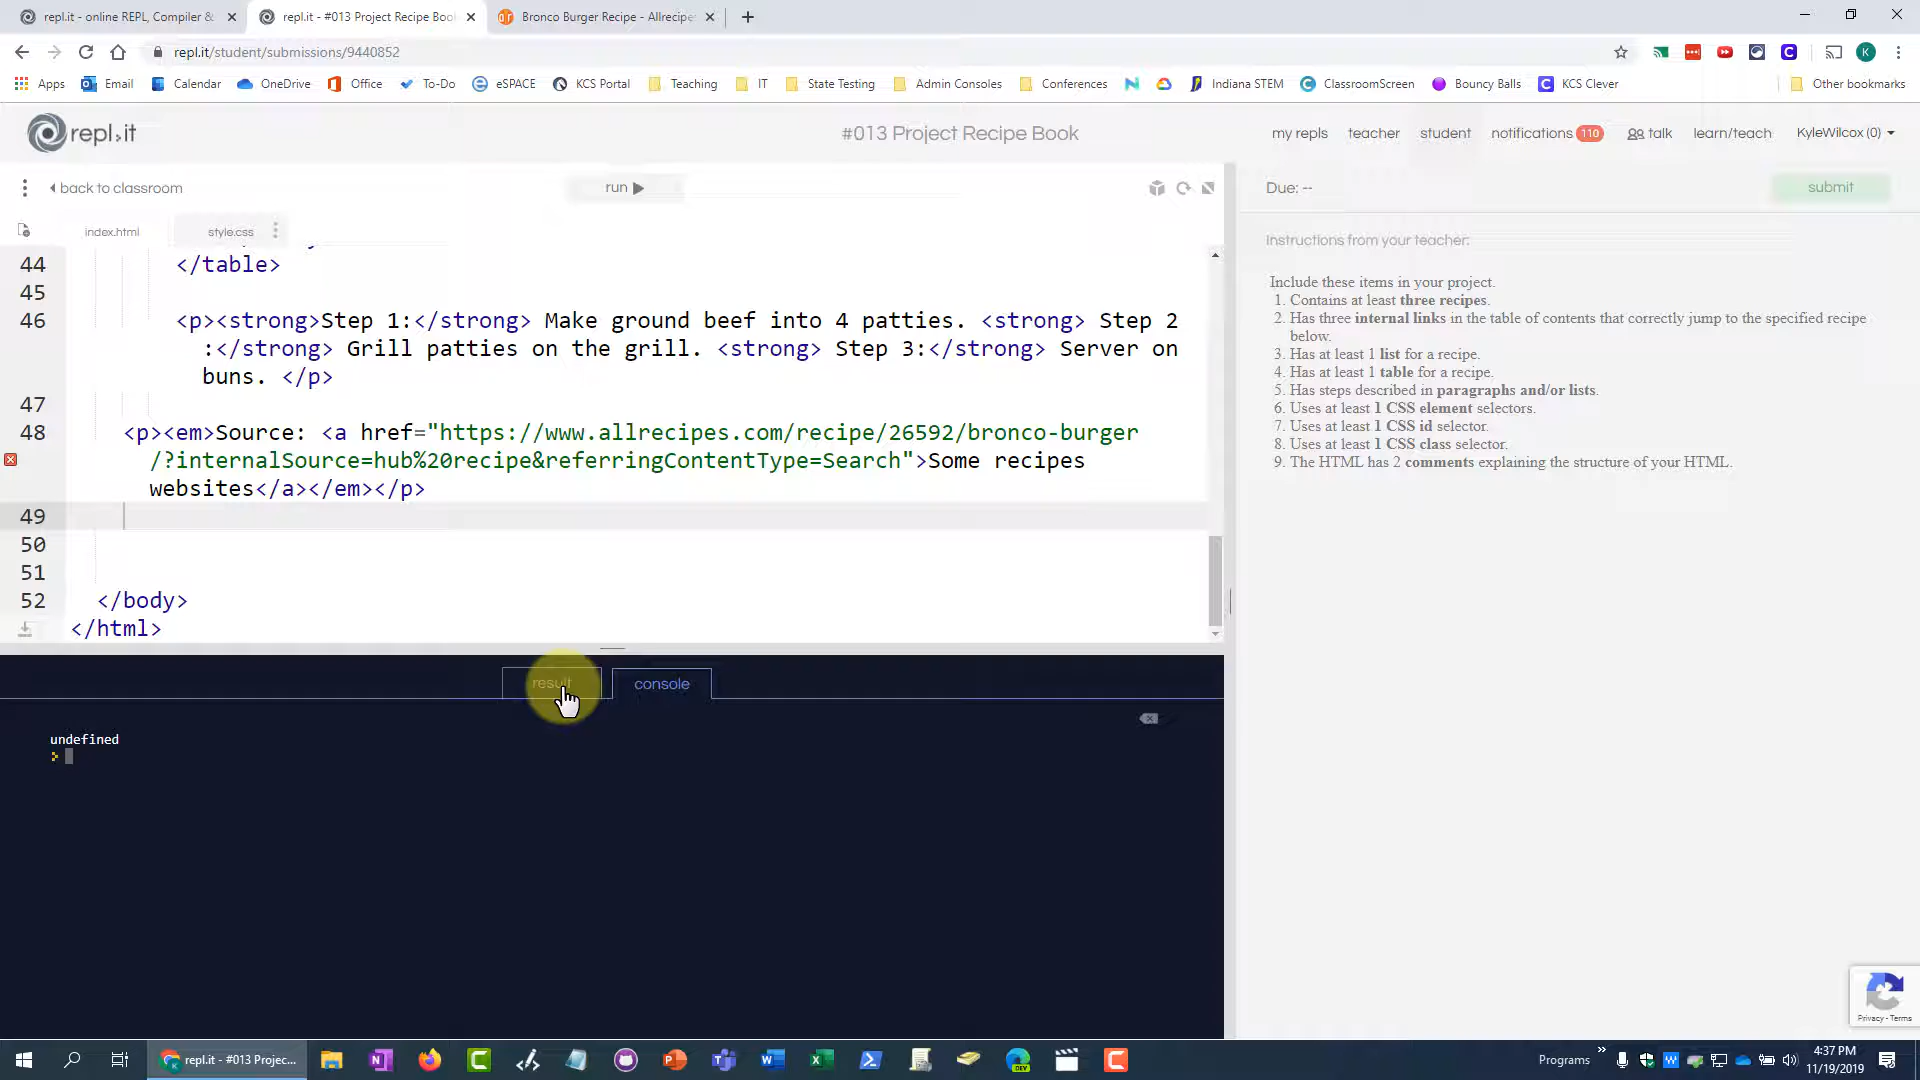 repl.it - online REPL, Compiler &
repl.it - #013 Project Recipe Book
Bronco Burger Recipe - Allrecipe
repl.it/student/submissions/9440852
K
Apps
Email
Calendar
OneDrive
Office
To-Do
eSPACE
KCS Portal
Teaching
IT
State Testing
Admin Consoles
Conferences
Indiana STEM
ClassroomScreen
Bouncy Balls
KCS Clever
Other bookmarks
repl.it
#013 Project Recipe Book
my repls
teacher
student
notifications 110
talk
learn/teach
KyleWilcox (0)
back to classroom
run
Due: --
submit
index.html
style.css
Instructions from your teacher:
44 </table>
45
46 <p><strong>Step 1:</strong> Make ground beef into 4 patties. <strong> Step 2
:</strong> Grill patties on the grill. <strong> Step 3:</strong> Server on
buns. </p>
47
48 <p><em>Source: <a href="https://www.allrecipes.com/recipe/26592/bronco-burger
/?internalSource=hub%20recipe&referringContentType=Search">Some recipes
websites</a></em></p>
49
50
51
52 </body>
</html>
Include these items in your project.
1. Contains at least three recipes.
2. Has three internal links in the table of contents that correctly jump to the specified recipe
below.
3. Has at least 1 list for a recipe.
4. Has at least 1 table for a recipe.
5. Has steps described in paragraphs and/or lists.
6. Uses at least 1 CSS element selectors.
7. Uses at least 1 CSS id selector.
8. Uses at least 1 CSS class selector.
9. The HTML has 2 comments explaining the structure of your HTML.
result
console
undefined
Privacy - Terms
repl.it - #013 Projec...
Programs
4:37 PM
11/19/2019